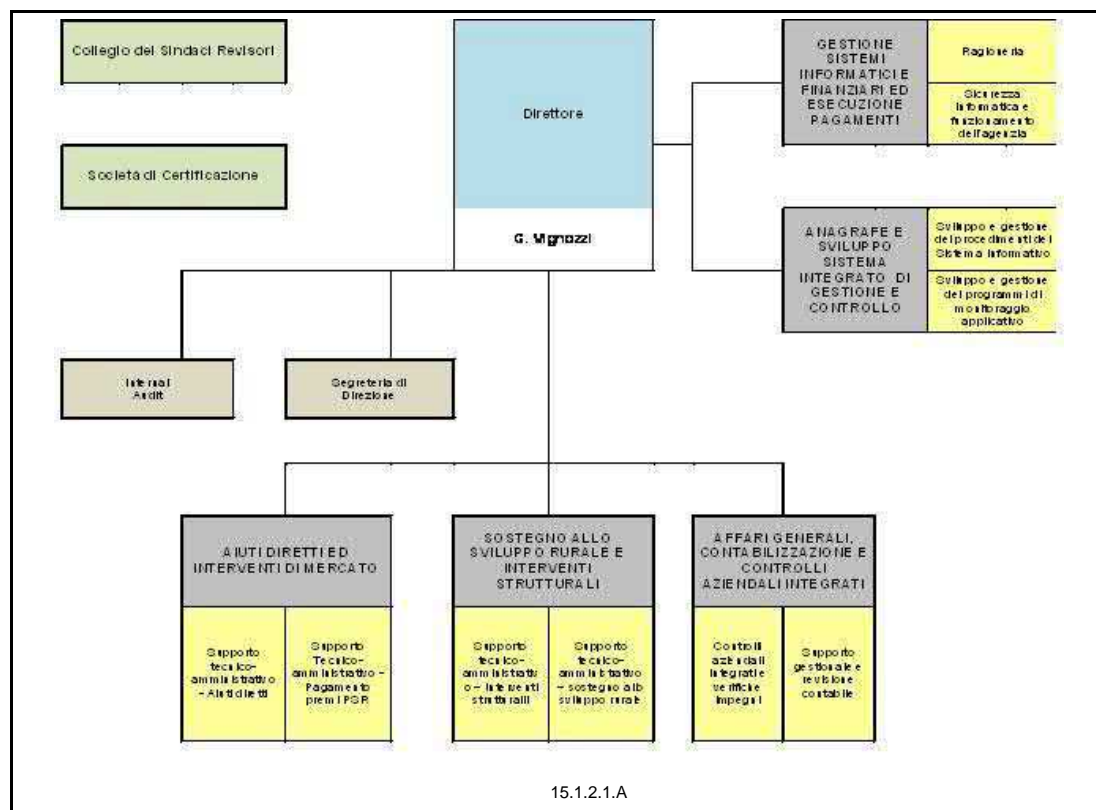 Collegio dei Sindaci Revisori
Società di Certificazione
Direttore
G. Vignozzi
GESTIONE
SISTEMI
INFORMATICI E
FINANZIARI ED
ESECUZIONE
PAGAMENTI
Ragioneria
Sicurezza
informatica e
funzionamento
dell'agenzia
ANAGRAFE E
SVILUPPO
SISTEMA
INTEGRATO DI
GESTIONE E
CONTROLLO
Sviluppo e gestione
dei procedimenti del
Sistema informativo
Sviluppo e gestione
dei programmi di
monitoraggio
applicativo
Internal
Audit
Segreteria di
Direzione
AIUTI DIRETTI ED
INTERVENTI DI MERCATO
Supporto
tecnico-
amministrativo
- Aiuti diretti
Supporto
Tecnico-
amministrativo –
Pagamento
premi PSR
SOSTEGNO ALLO
SVILUPPO RURALE E
INTERVENTI
STRUTTURALI
Supporto
tecnico-
amministrativ
o – Interventi
strutturali
Supporto
tecnico-
amministrativo
– sostegno allo
sviluppo rurale
AFFARI GENERALI,
CONTABILIZZAZIONE E
CONTROLLI
AZIENDALI INTEGRATI
Controlli
aziendali
integrati e
verifiche
impegni
Supporto
gestionale e
revisione
contabile
15.1.2.1.A